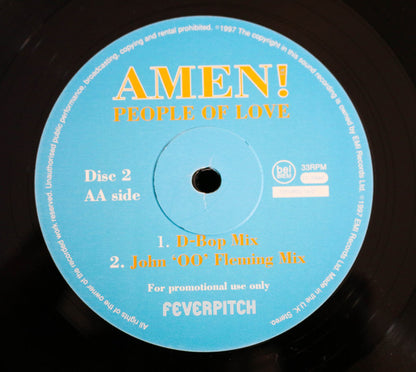 AMEN!
PEOPLE OF LOVE
Disc 2
AA side
33RPM
1. D-Bop Mix
2. John ‘OO’ Fleming Mix
For promotional use only
FEVERPITCH
All rights of the owner of the recorded work reserved. Unauthorised public performance, broadcasting, copying and rental prohibited. ℗1997 The copyright in this sound recording is owned by EMI Records Ltd. ©1997 EMI Records Ltd. Made in the U.K. Stereo